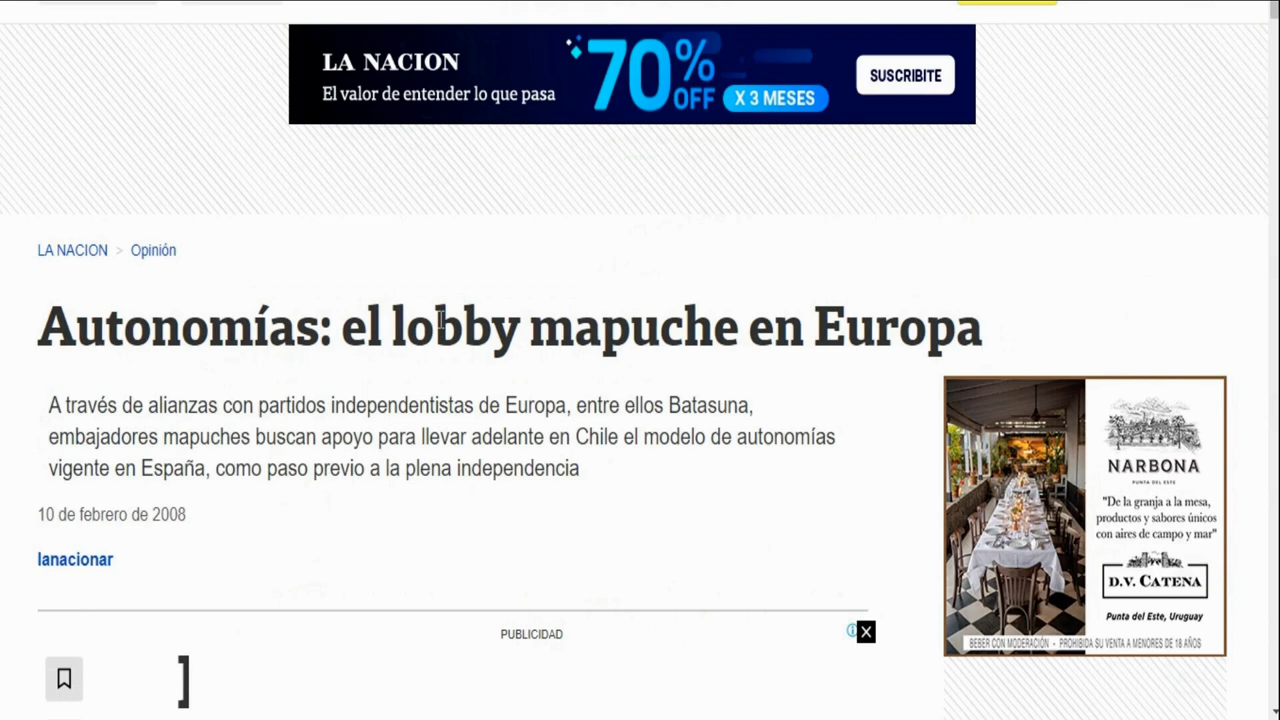 LA NACION
El valor de entender lo que pasa
70% OFF
X 3 MESES
SUSCRIBITE
LA NACION > Opinión
Autonomías: el lobby mapuche en Europa
A través de alianzas con partidos independentistas de Europa, entre ellos Batasuna,
embajadores mapuches buscan apoyo para llevar adelante en Chile el modelo de autonomías
vigente en España, como paso previo a la plena independencia
10 de febrero de 2008
lanacionar
PUBLICIDAD
]
NARBONA
PUNTA DEL ESTE
"De la granja a la mesa,
productos y sabores únicos
con aires de campo y mar"
D.V. CATENA
Punta del Este, Uruguay
BEBER CON MODERACIÓN - PROHIBIDA SU VENTA A MENORES DE 18 AÑOS